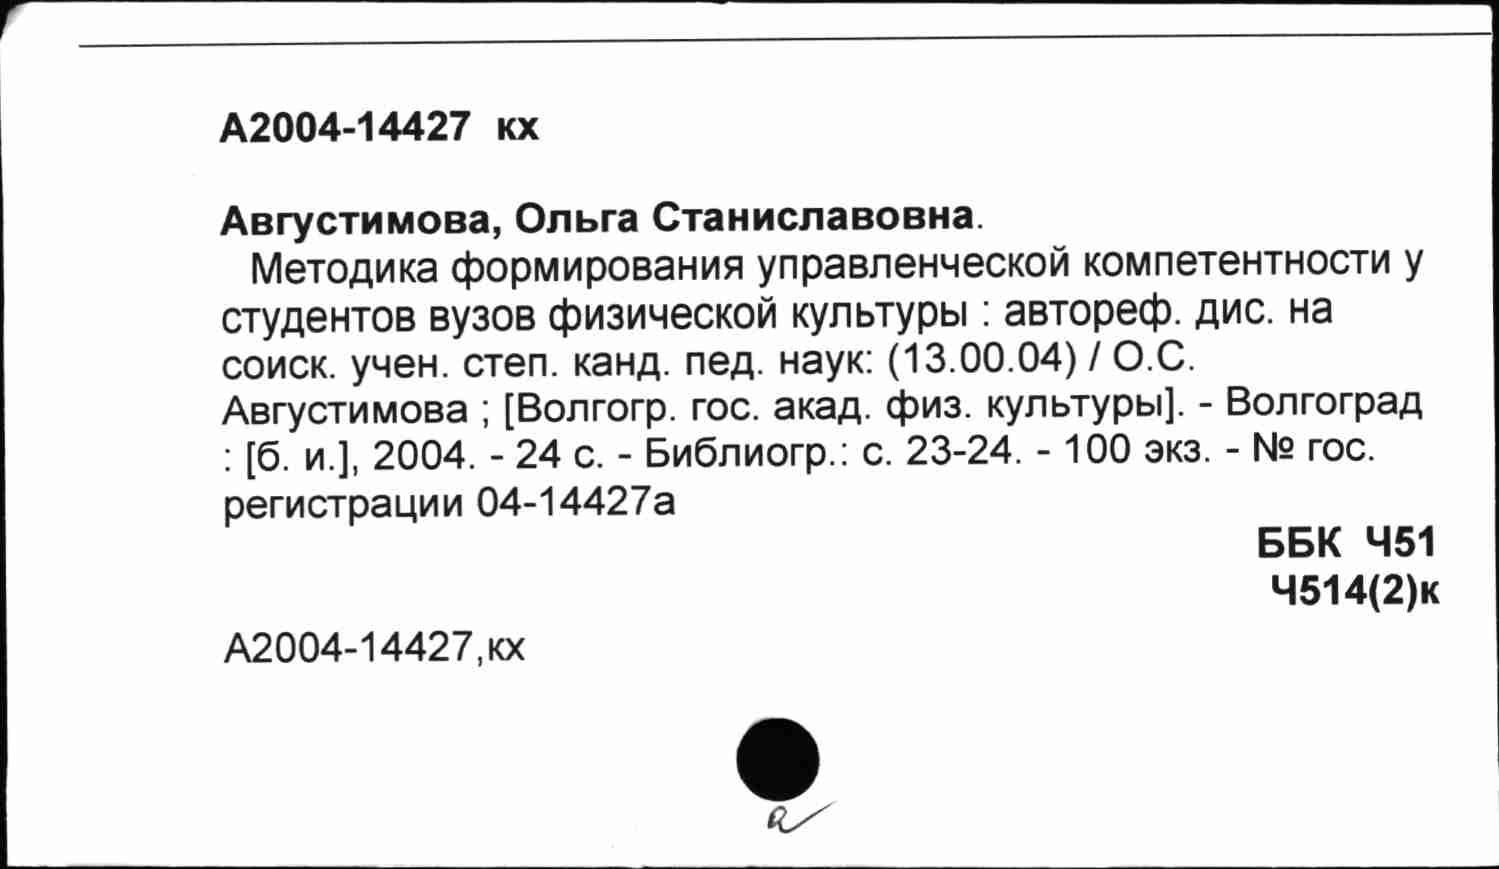 А2004-14427 кх
Августимова, Ольга Станиславовна.
Методика формирования управленческой компетентности у
студентов вузов физической культуры : автореф. дис. на
соиск. учен. степ. канд. пед. наук: (13.00.04) / О.С.
Августимова ; [Волгогр. гос. акад. физ. культуры]. - Волгоград
: [б. и.], 2004. - 24 с. - Библиогр.: с. 23-24. - 100 экз. - № гос.
регистрации 04-14427а
ББК Ч51
Ч514(2)к
А2004-14427,кх
а